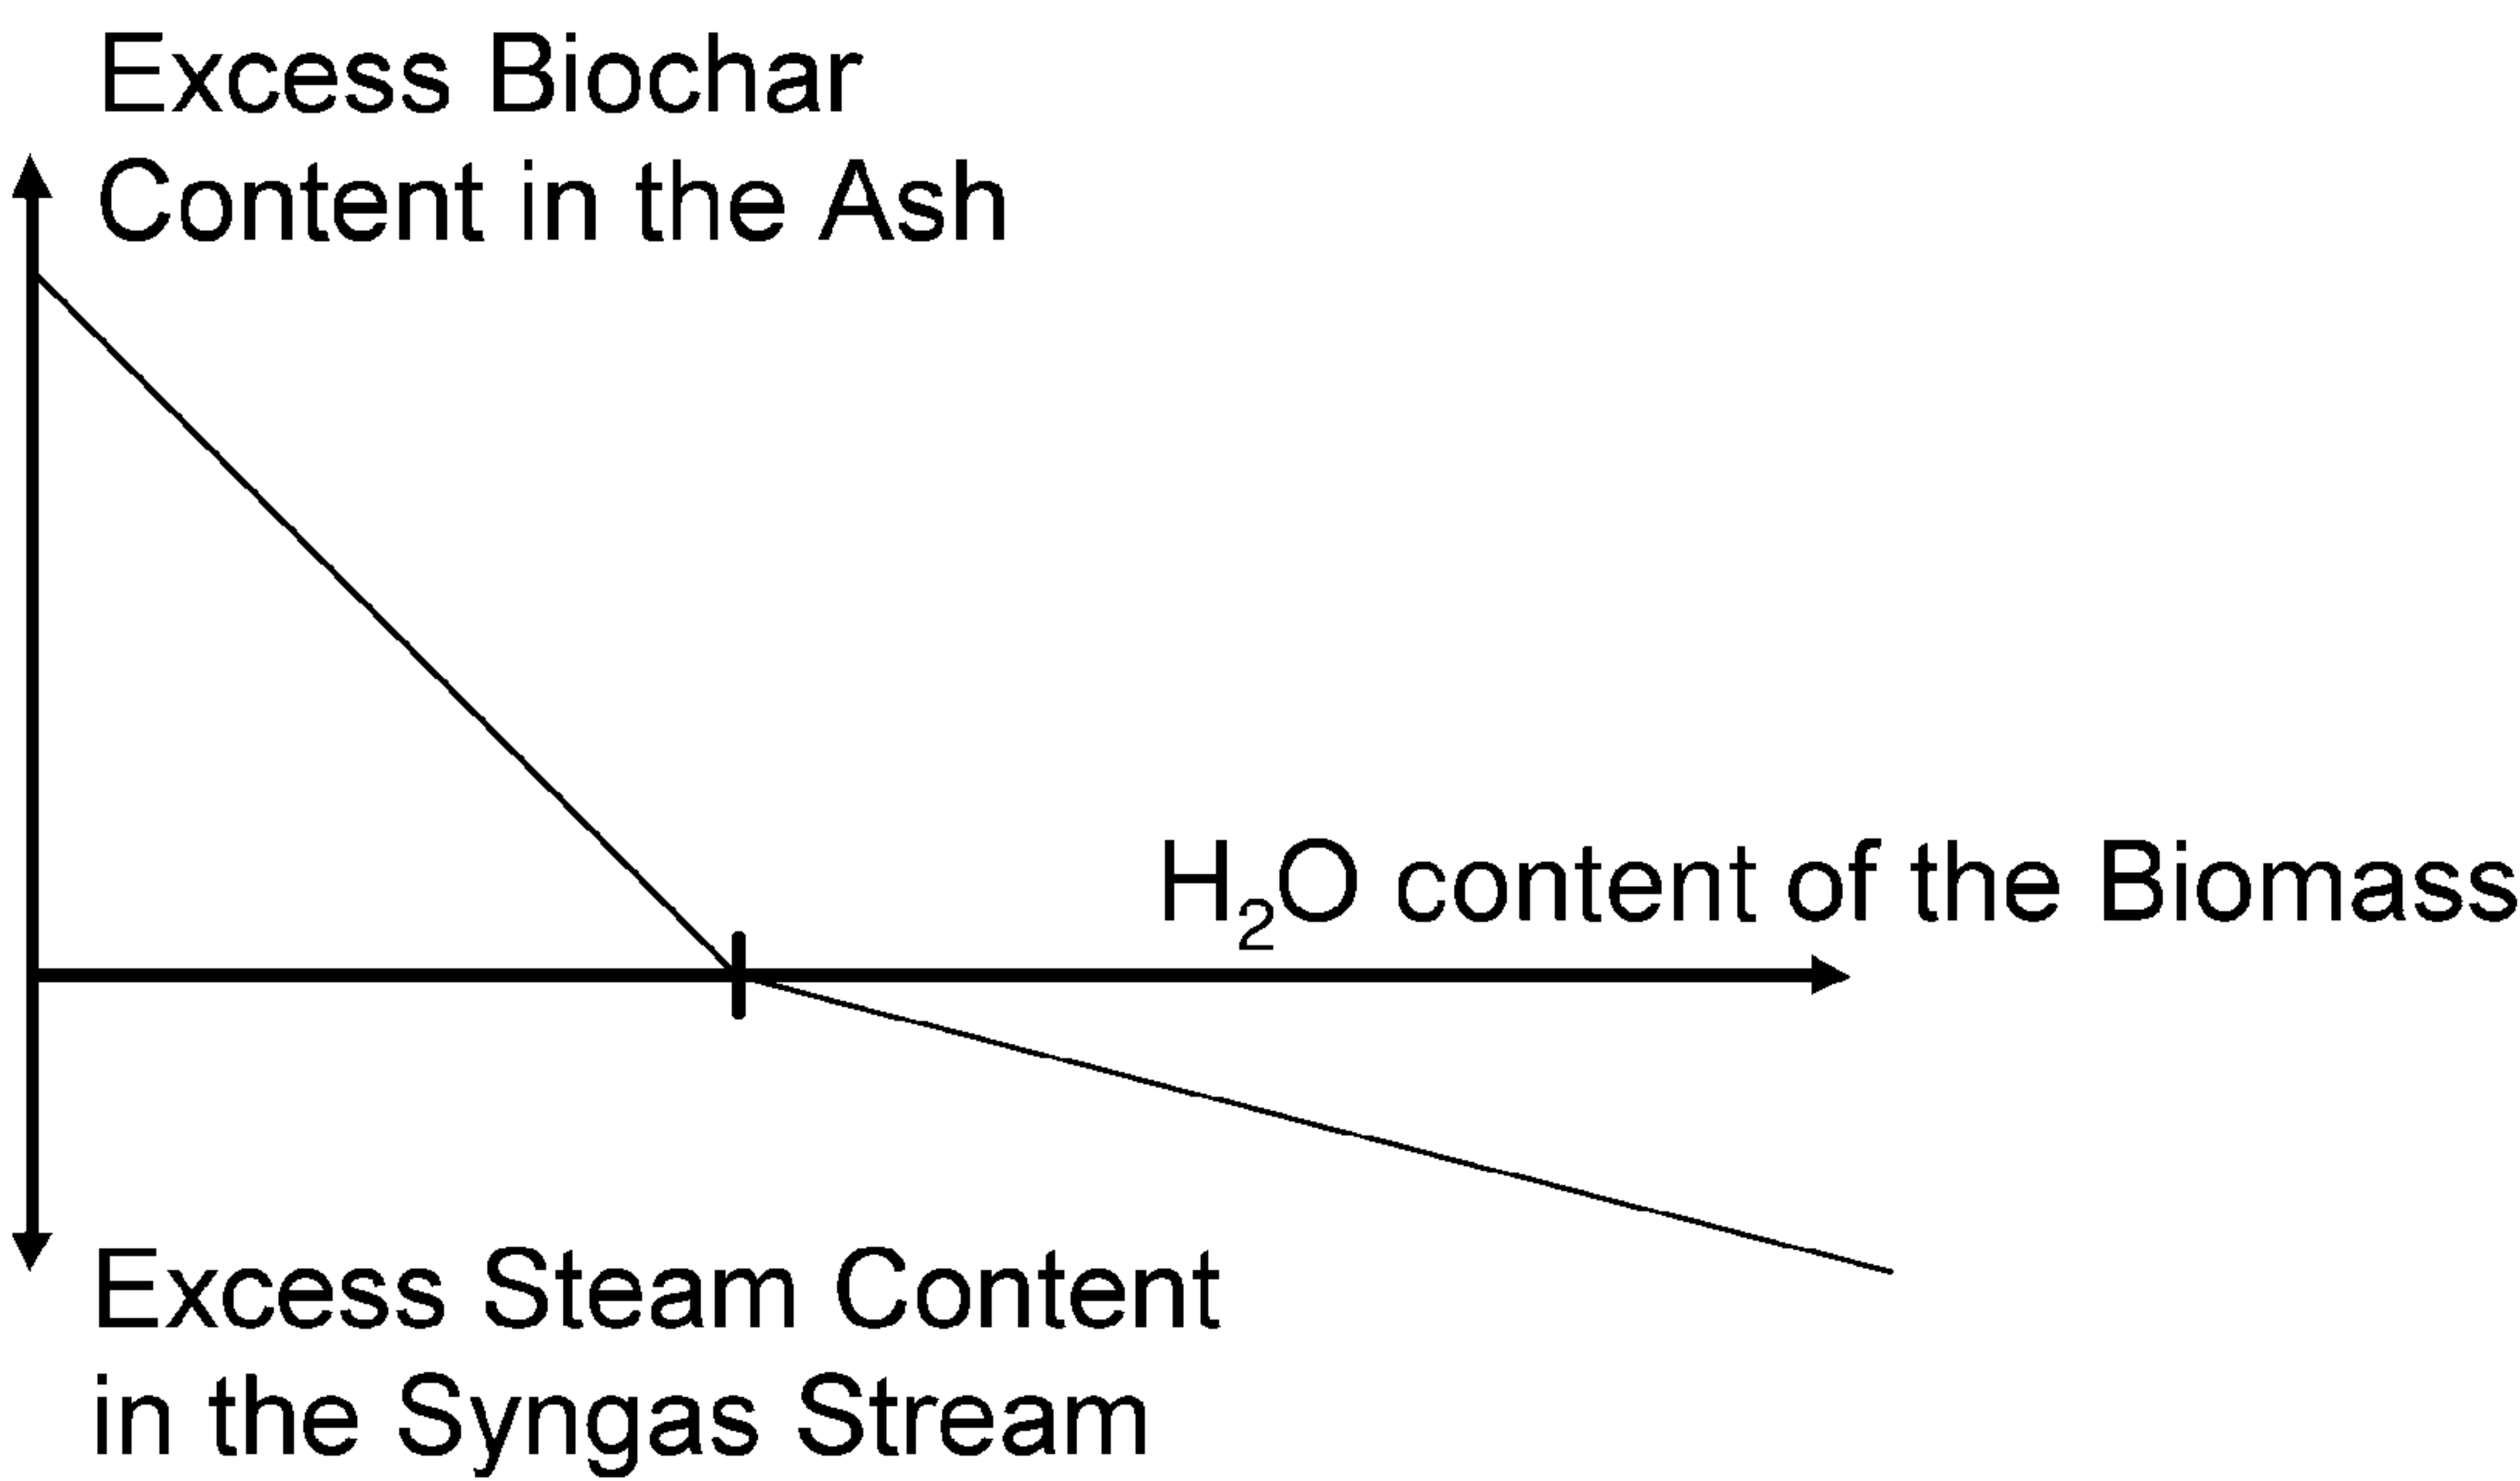 Excess Biochar
Content in the Ash
H₂O content of the Biomass
Excess Steam Content
in the Syngas Stream